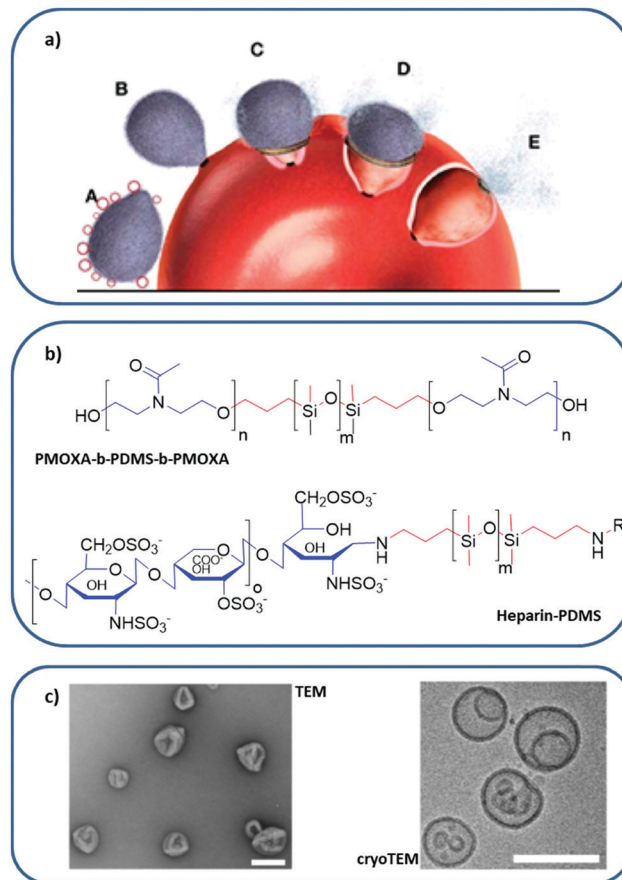 a)
A
B
C
D
E
b)
HO
O
N
n
O
Si
O
Si
m
O
N
O
n
OH
PMOXA-b-PDMS-b-PMOXA
CH₂OSO₃⁻
CH₂OSO₃⁻
O
OH
NHSO₃⁻
O
O
COO⁻
OH
OSO₃⁻
O
o
O
OH
OH
NHSO₃⁻
N
H
Si
O
Si
m
N
H
R
Heparin-PDMS
c)
TEM
cryoTEM